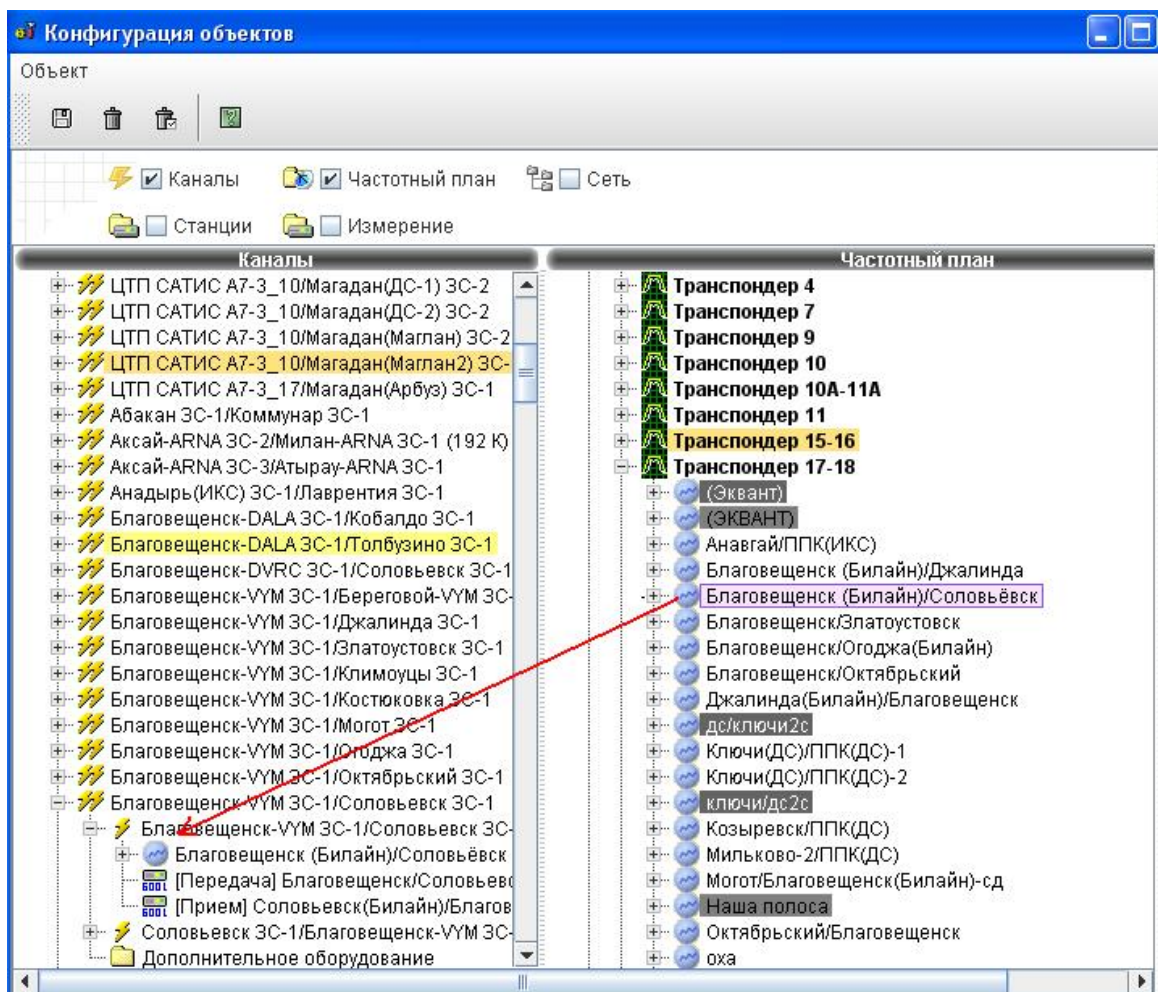 Конфигурация объектов
Объект
Каналы
Частотный план
Сеть
Станции
Измерение
Каналы
ЦТП САТИС А7-3_10/Магадан(ДС-1) ЗС-2
ЦТП САТИС А7-3_10/Магадан(ДС-2) ЗС-2
ЦТП САТИС А7-3_10/Магадан(Маглан) ЗС-2
ЦТП САТИС А7-3_10/Магадан(Маглан2) ЗС-
ЦТП САТИС А7-3_17/Магадан(Арбуз) ЗС-1
Абакан ЗС-1/Коммунар ЗС-1
Аксай-ARNA ЗС-2/Милан-ARNA ЗС-1 (192 К)
Аксай-ARNA ЗС-3/Атырау-ARNA ЗС-1
Анадырь(ИКС) ЗС-1/Лаврентия ЗС-1
Благовещенск-DALA ЗС-1/Кобалдо ЗС-1
Благовещенск-DALA ЗС-1/Толбузино ЗС-1
Благовещенск-DVRC ЗС-1/Соловьевск ЗС-1
Благовещенск-VYM ЗС-1/Береговой-VYM ЗС-
Благовещенск-VYM ЗС-1/Джалинда ЗС-1
Благовещенск-VYM ЗС-1/Златоустовск ЗС-1
Благовещенск-VYM ЗС-1/Климоуцы ЗС-1
Благовещенск-VYM ЗС-1/Костюковка ЗС-1
Благовещенск-VYM ЗС-1/Могот ЗС-1
Благовещенск-VYM ЗС-1/Огоджа ЗС-1
Благовещенск-VYM ЗС-1/Октябрьский ЗС-1
Благовещенск-VYM ЗС-1/Соловьевск ЗС-1
Благовещенск-VYM ЗС-1/Соловьевск ЗС-
Благовещенск (Билайн)/Соловьёвск
[Передача] Благовещенск/Соловьевс
[Прием] Соловьевск(Билайн)/Благов
Соловьевск ЗС-1/Благовещенск-VYM ЗС-
Дополнительное оборудование
Частотный план
Транспондер 4
Транспондер 7
Транспондер 9
Транспондер 10
Транспондер 10А-11А
Транспондер 11
Транспондер 15-16
Транспондер 17-18
(Эквант)
(ЭКВАНТ)
Анавгай/ППК(ИКС)
Благовещенск (Билайн)/Джалинда
Благовещенск (Билайн)/Соловьёвск
Благовещенск/Златоустовск
Благовещенск/Огоджа(Билайн)
Благовещенск/Октябрьский
Джалинда(Билайн)/Благовещенск
дс/ключи2с
Ключи(ДС)/ППК(ДС)-1
Ключи(ДС)/ППК(ДС)-2
ключи/дс2с
Козыревск/ППК(ДС)
Мильково-2/ППК(ДС)
Могот/Благовещенск(Билайн)-сд
Наша полоса
Октябрьский/Благовещенск
оха